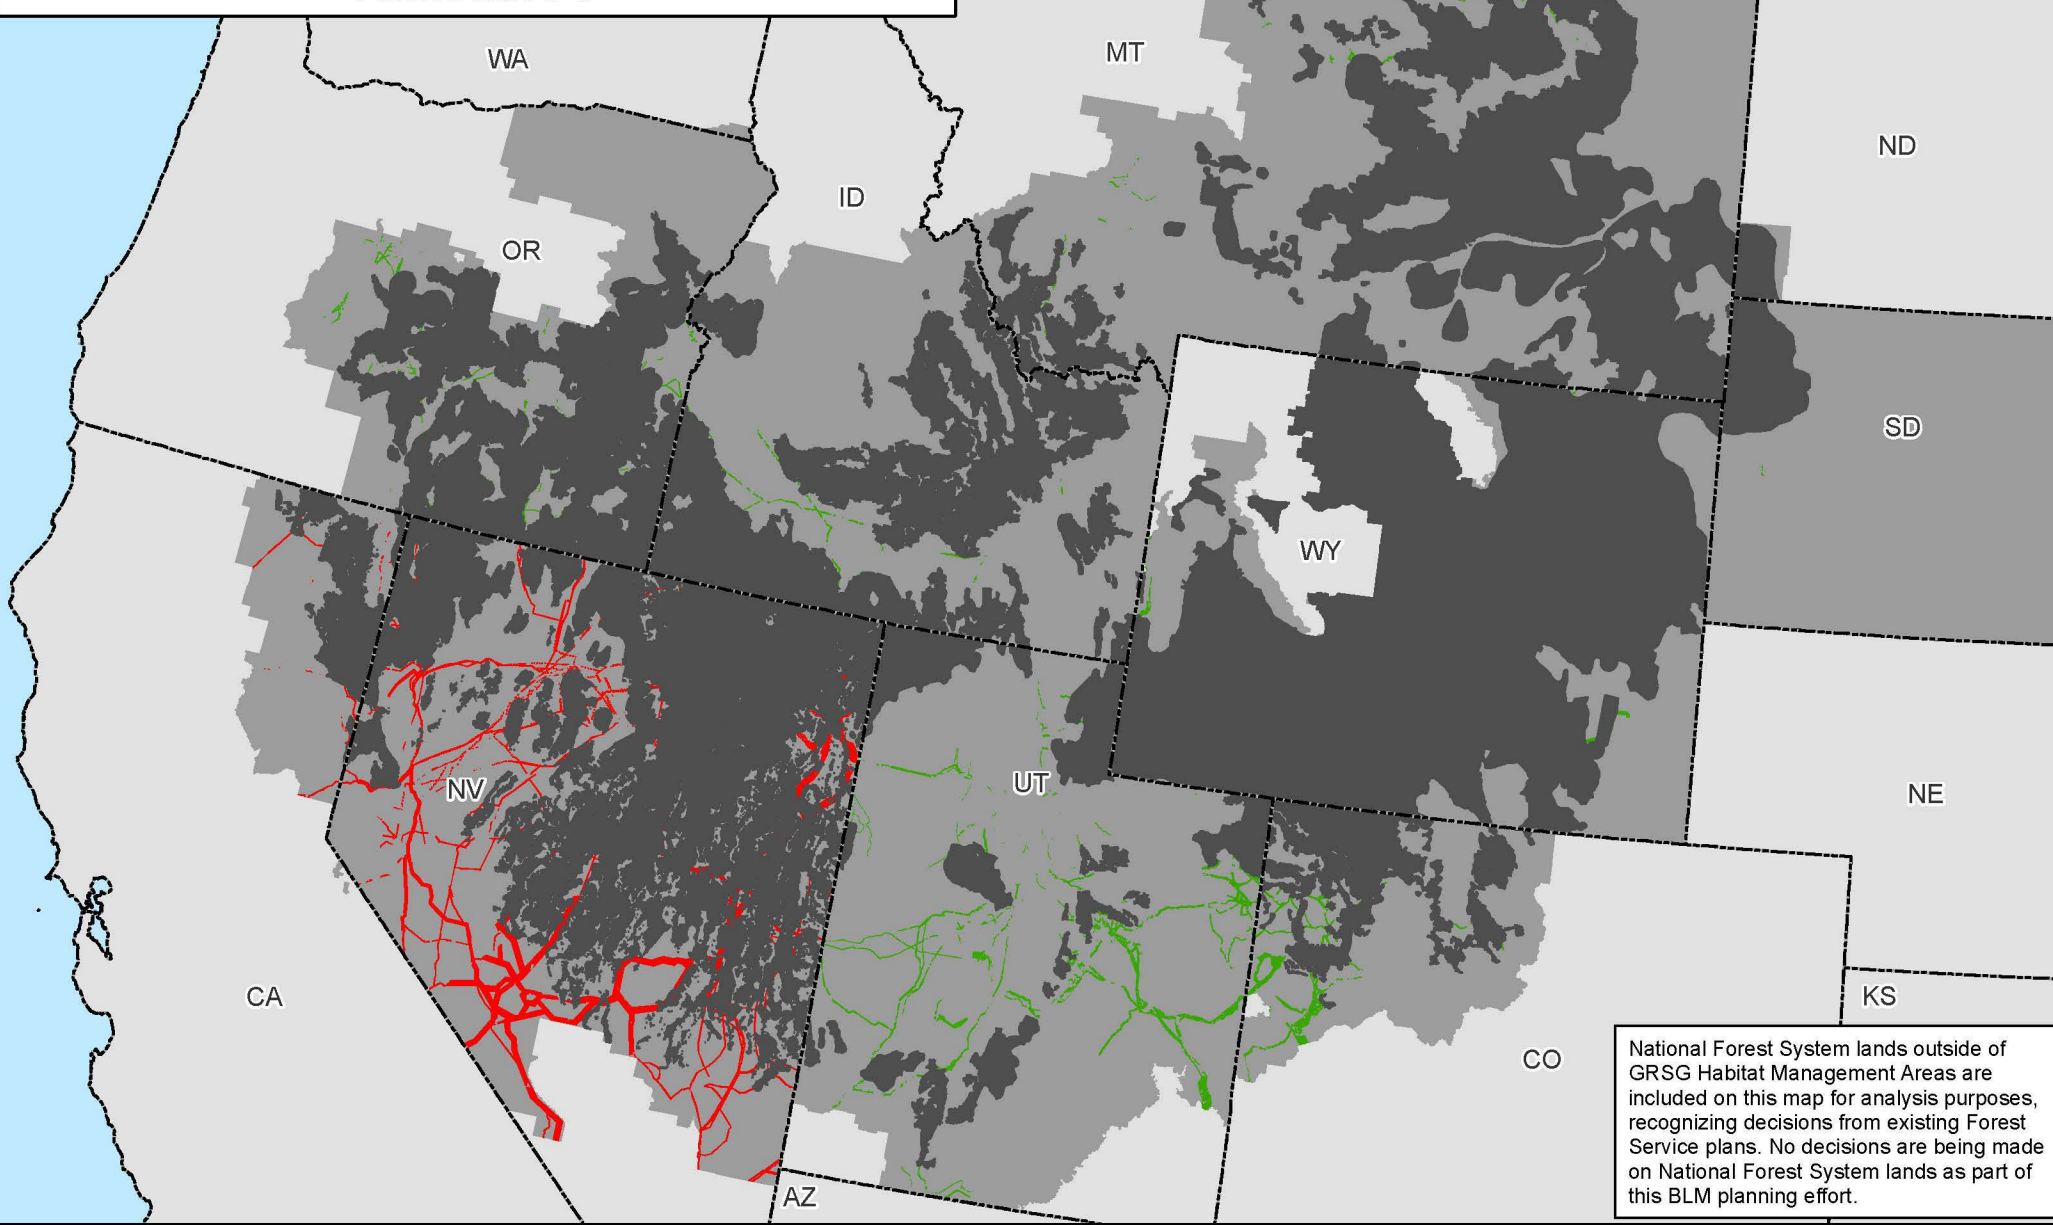 WA
MT
ND
ID
OR
SD
WY
NV
UT
NE
CA
KS
CO
AZ
National Forest System lands outside of
GRSG Habitat Management Areas are
included on this map for analysis purposes,
recognizing decisions from existing Forest
Service plans. No decisions are being made
on National Forest System lands as part of
this BLM planning effort.